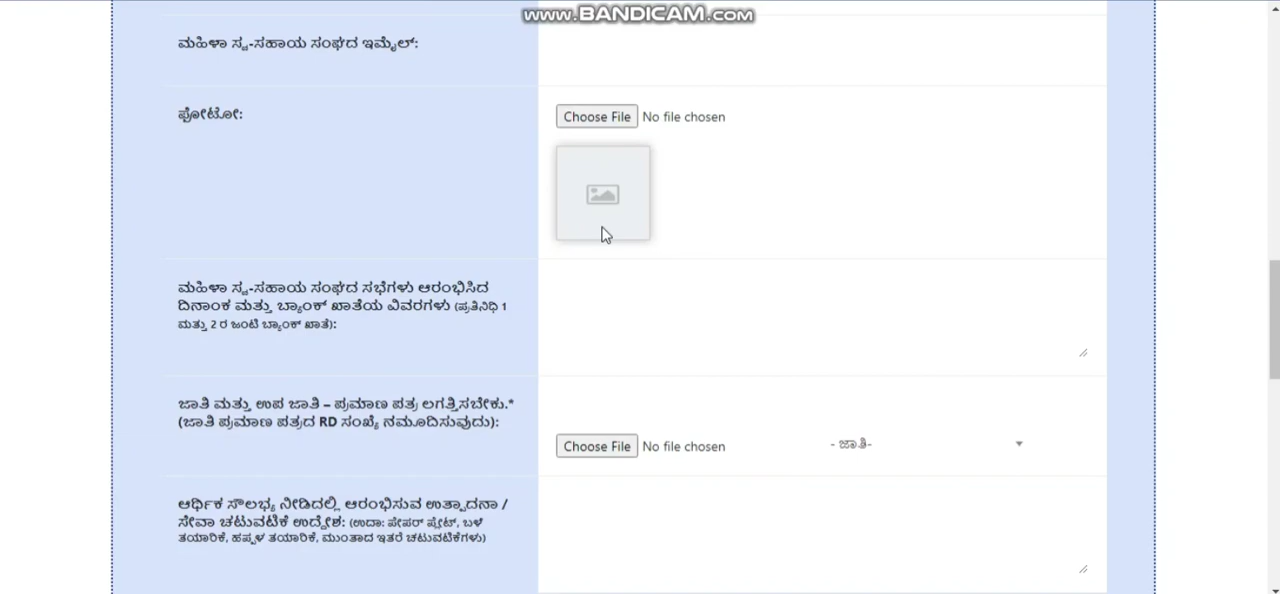 www.BANDICAM.com
ಮಹಿಳಾ ಸ್ವ-ಸಹಾಯ ಸಂಘದ ಇಮೈಲ್:
ಫೋಟೋ:
Choose File No file chosen
ಮಹಿಳಾ ಸ್ವ-ಸಹಾಯ ಸಂಘದ ಸಭೆಗಳು ಆರಂಭಿಸಿದ
ದಿನಾಂಕ ಮತ್ತು ಬ್ಯಾಂಕ್ ಖಾತೆಯ ವಿವರಗಳು (ಪ್ರತಿನಿಧಿ 1
ಮತ್ತು 2 ರ ಜಂಟಿ ಬ್ಯಾಂಕ್ ಖಾತೆ):
ಜಾತಿ ಮತ್ತು ಉಪ ಜಾತಿ – ಪ್ರಮಾಣ ಪತ್ರ ಲಗತ್ತಿಸಬೇಕು.*
(ಜಾತಿ ಪ್ರಮಾಣ ಪತ್ರದ RD ಸಂಖ್ಯೆ ನಮೂದಿಸುವುದು):
Choose File No file chosen
- ಜಾತಿ-
ಆರ್ಥಿಕ ಸೌಲಭ್ಯ ನೀಡಿದಲ್ಲಿ ಆರಂಭಿಸುವ ಉತ್ಪಾದನಾ /
ಸೇವಾ ಚಟುವಟಿಕೆ ಉದ್ದೇಶ: (ಉದಾ: ಪೇಪರ್ ಪ್ಲೇಟ್, ಬಳೆ
ತಯಾರಿಕೆ, ಹಪ್ಪಳ ತಯಾರಿಕೆ, ಮುಂತಾದ ಇತರೆ ಚಟುವಟಿಕೆಗಳು)